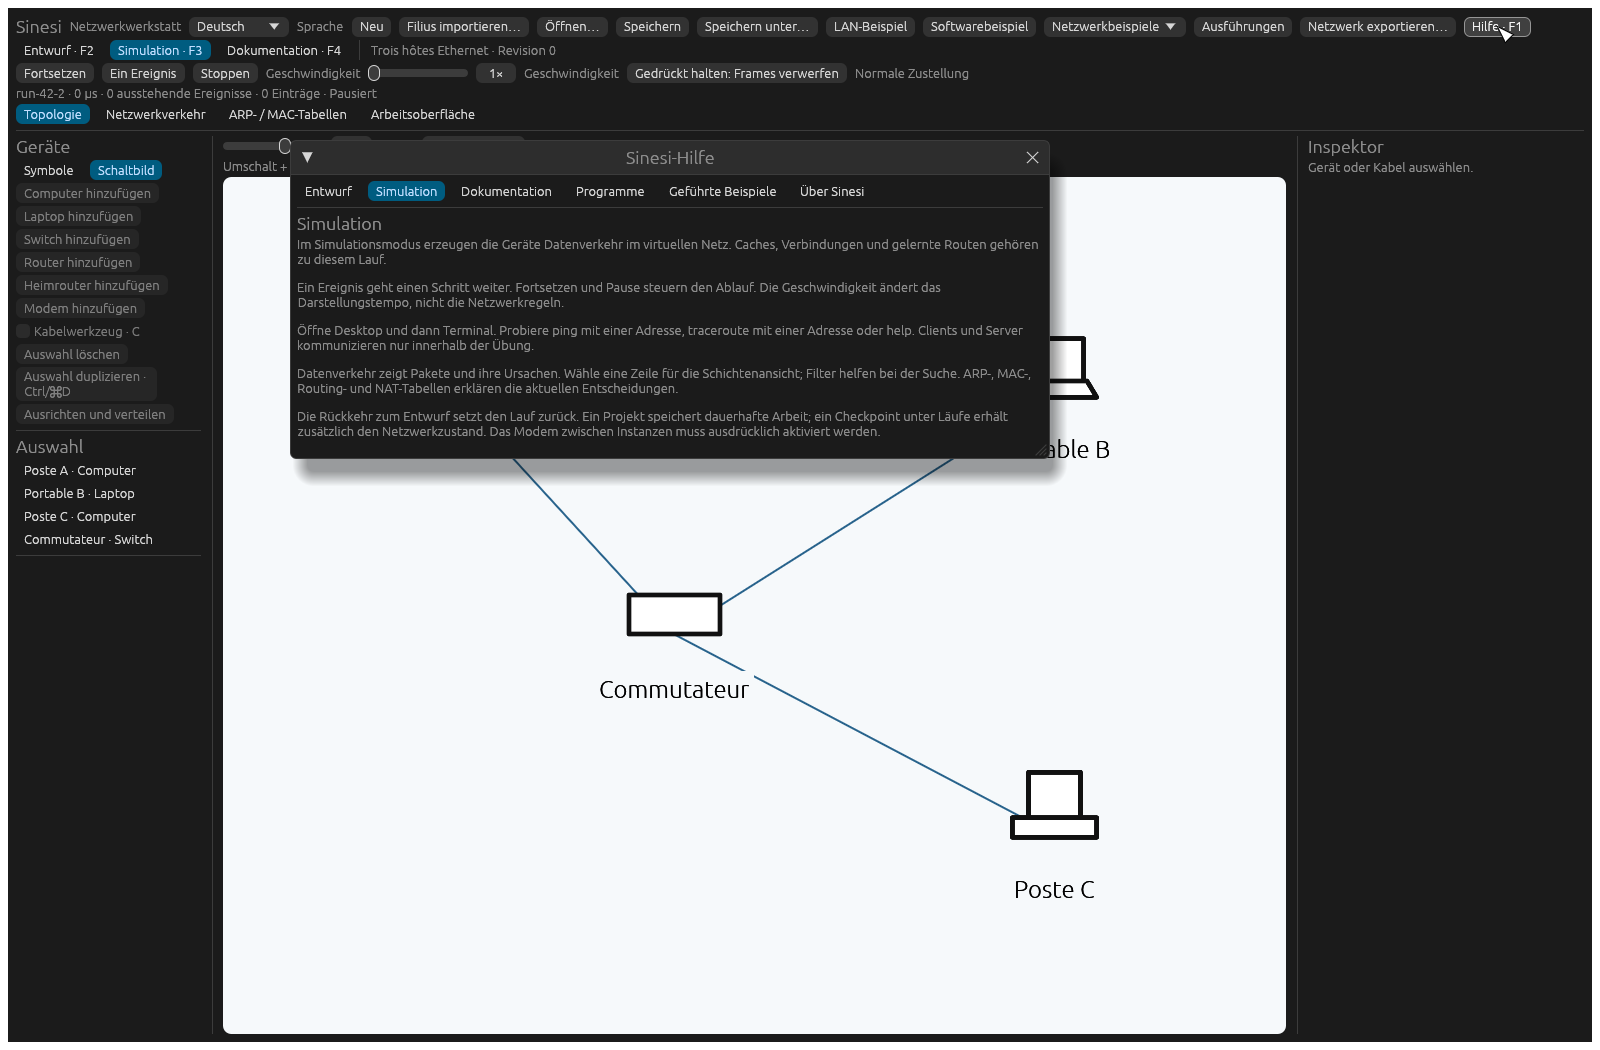 Sinesi Netzwerkwerkstatt Deutsch Sprache Neu Filius importieren... Öffnen... Speichern Speichern unter... LAN-Beispiel Softwarebeispiel Netzwerkbeispiele Ausführungen Netzwerk exportieren... Hilfe · F1
Entwurf · F2 Simulation · F3 Dokumentation · F4 Trois hôtes Ethernet · Revision 0
Fortsetzen Ein Ereignis Stoppen Geschwindigkeit 1× Geschwindigkeit Gedrückt halten: Frames verwerfen Normale Zustellung
run-42-2 · 0 µs · 0 ausstehende Ereignisse · 0 Einträge · Pausiert
Topologie Netzwerkverkehr ARP- / MAC-Tabellen Arbeitsoberfläche
Geräte
Symbole Schaltbild
Computer hinzufügen
Laptop hinzufügen
Switch hinzufügen
Router hinzufügen
Heimrouter hinzufügen
Modem hinzufügen
Kabelwerkzeug · C
Auswahl löschen
Auswahl duplizieren ·
Ctrl/⌘D
Ausrichten und verteilen
Auswahl
Poste A · Computer
Portable B · Laptop
Poste C · Computer
Commutateur · Switch
Umschalt +
Sinesi-Hilfe
Entwurf Simulation Dokumentation Programme Geführte Beispiele Über Sinesi
Simulation
Im Simulationsmodus erzeugen die Geräte Datenverkehr im virtuellen Netz. Caches, Verbindungen und gelernte Routen gehören
zu diesem Lauf.
Ein Ereignis geht einen Schritt weiter. Fortsetzen und Pause steuern den Ablauf. Die Geschwindigkeit ändert das
Darstellungstempo, nicht die Netzwerkregeln.
Öffne Desktop und dann Terminal. Probiere ping mit einer Adresse, traceroute mit einer Adresse oder help. Clients und Server
kommunizieren nur innerhalb der Übung.
Datenverkehr zeigt Pakete und ihre Ursachen. Wähle eine Zeile für die Schichtenansicht; Filter helfen bei der Suche. ARP-, MAC-,
Routing- und NAT-Tabellen erklären die aktuellen Entscheidungen.
Die Rückkehr zum Entwurf setzt den Lauf zurück. Ein Projekt speichert dauerhafte Arbeit; ein Checkpoint unter Läufe erhält
zusätzlich den Netzwerkzustand. Das Modem zwischen Instanzen muss ausdrücklich aktiviert werden.
able B
Commutateur
Poste C
Inspektor
Gerät oder Kabel auswählen.